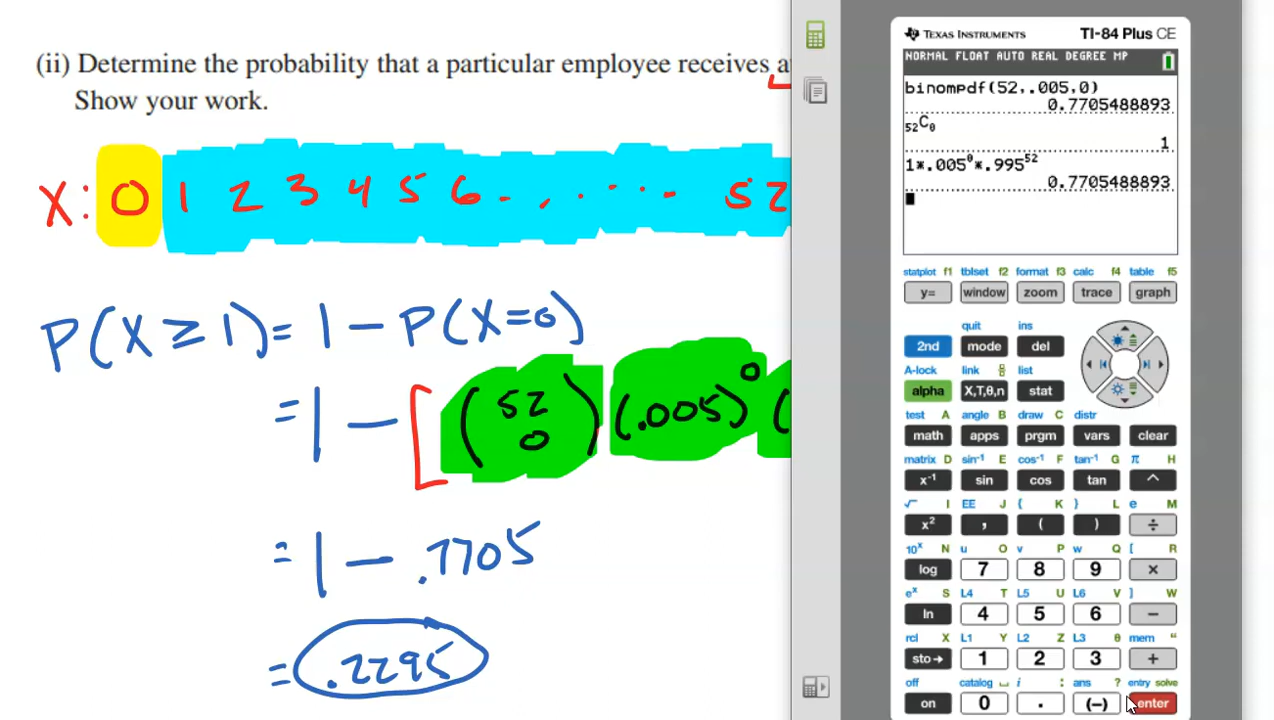 (ii) Determine the probability that a particular employee receives a
Show your work.
X: 0 1 2 3 4 5 6 . . . . . . . 52
P(X ≥ 1) = 1 − P(X=0)
= 1 − [ (52 0) (.005)^0 (
= 1 − .7705
= .2295
TEXAS INSTRUMENTS TI-84 Plus CE
NORMAL FLOAT AUTO REAL DEGREE MP
binompdf(52,.005,0)
0.7705488893
₅₂C₀
1
1*.005⁰*.995⁵²
0.7705488893
statplot f1 tblset f2 format f3 calc f4 table f5
y= window zoom trace graph
quit ins
2nd mode del
A-lock link list
alpha X,T,θ,n stat
test A angle B draw C distr
math apps prgm vars clear
matrix D sin⁻¹ E cos⁻¹ F tan⁻¹ G π H
x⁻¹ sin cos tan ^
√ I EE J { K } L e M
x² , ( ) ÷
10ˣ N u O v P w Q [ R
log 7 8 9 ×
eˣ S L4 T L5 U L6 V ] W
ln 4 5 6 −
rcl X L1 Y L2 Z L3 θ mem "
sto→ 1 2 3 +
off catalog ⎵ i : ans ? entry solve
on 0 . (−) enter